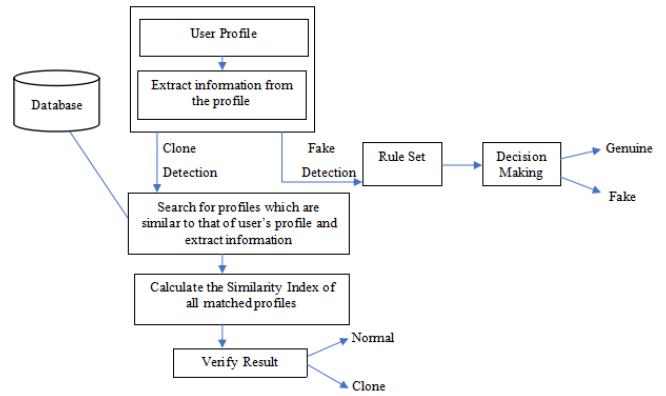 User Profile
Extract information from
the profile
Database
Clone
Detection
Fake
Detection
Rule Set
Decision
Making
Genuine
Fake
Search for profiles which are
similar to that of user's profile and
extract information
Calculate the Similarity Index of
all matched profiles
Verify Result
Normal
Clone